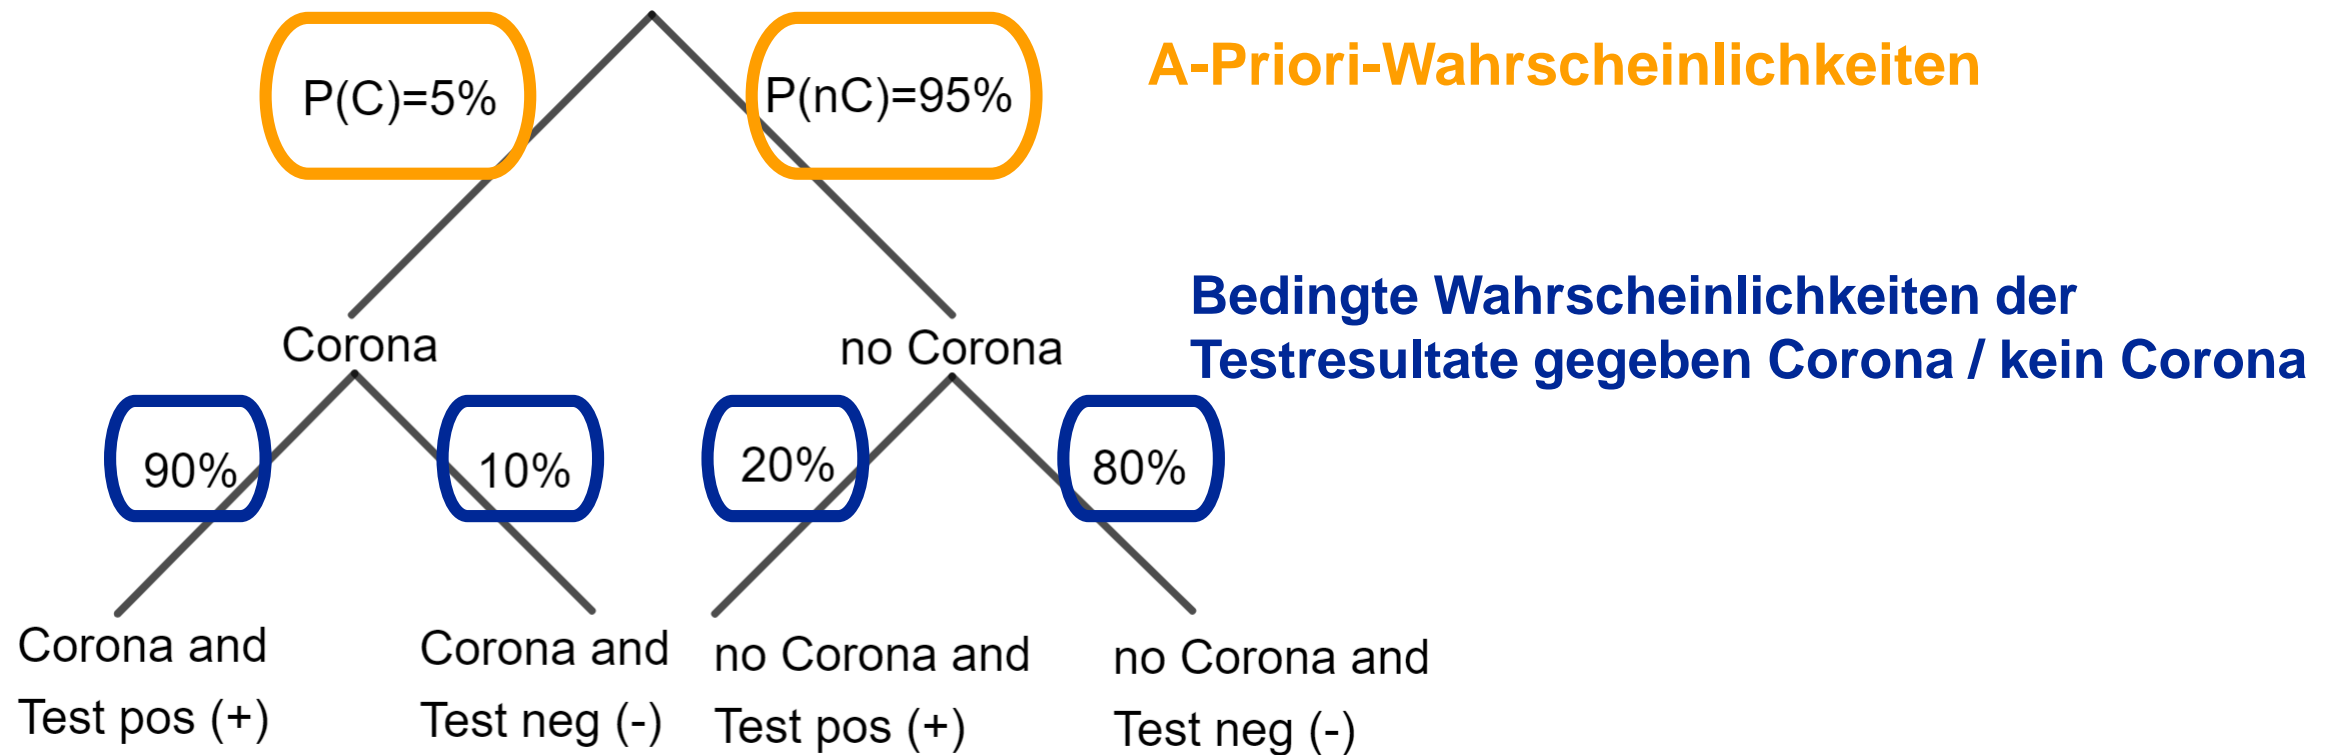 A-Priori-Wahrscheinlichkeiten
P(C)=5%
P(nC)=95%
Bedingte Wahrscheinlichkeiten der
Testresultate gegeben Corona / kein Corona
Corona
no Corona
90%
10%
20%
80%
Corona and
Test pos (+)
Corona and
Test neg (-)
no Corona and
Test pos (+)
no Corona and
Test neg (-)